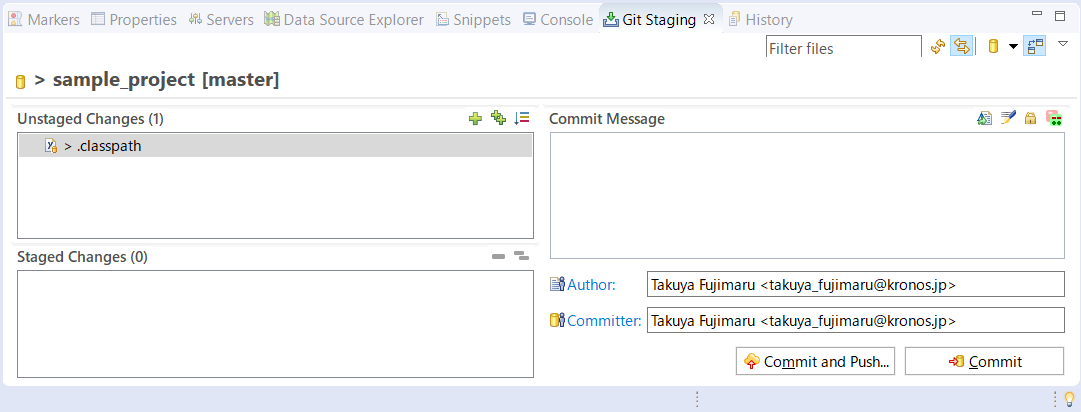 Markers Properties Servers Data Source Explorer Snippets Console Git Staging History
Filter files
> sample_project [master]
Unstaged Changes (1)
> .classpath
Staged Changes (0)
Commit Message
Author: Takuya Fujimaru <takuya_fujimaru@kronos.jp>
Committer: Takuya Fujimaru <takuya_fujimaru@kronos.jp>
Commit and Push... Commit